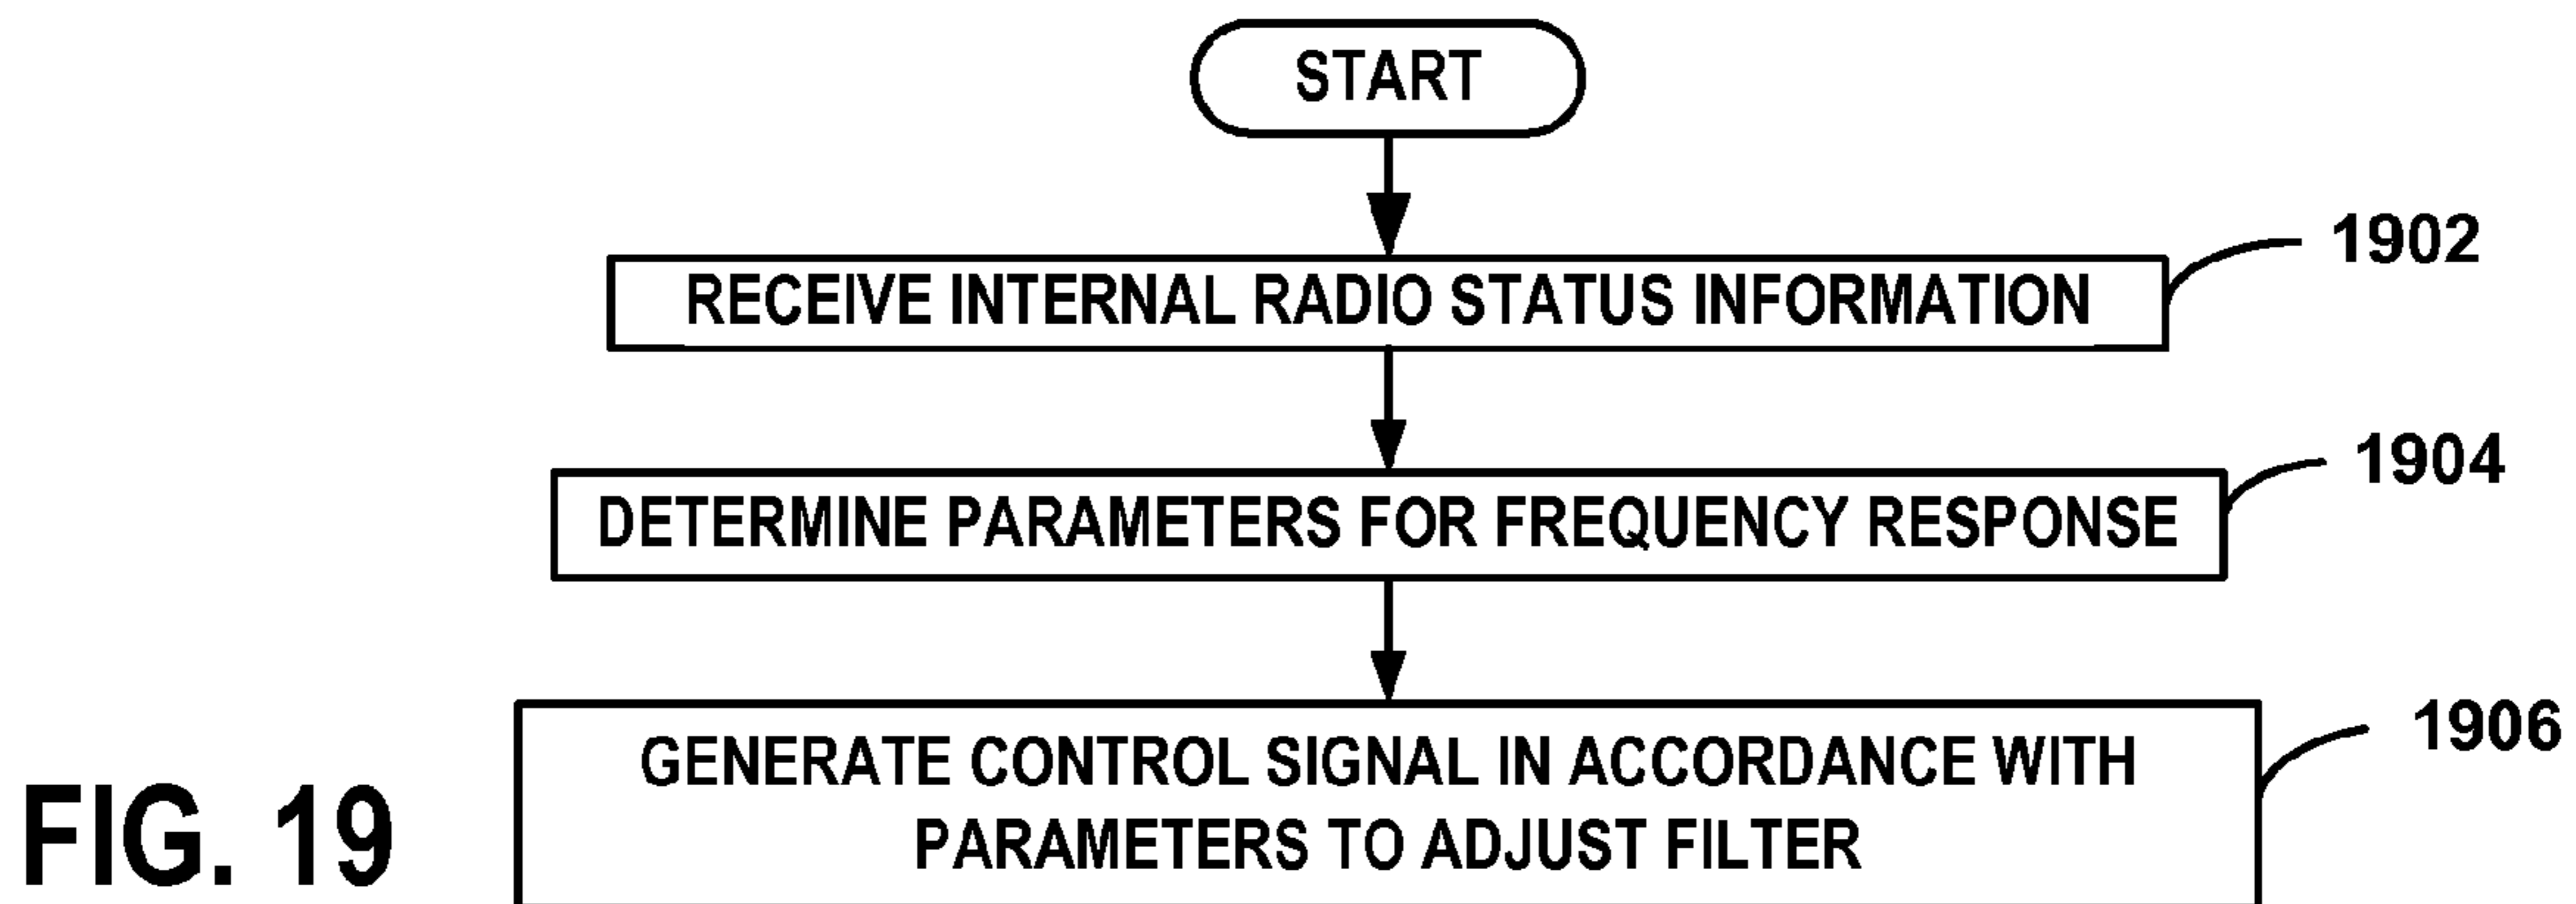 START
1902
RECEIVE INTERNAL RADIO STATUS INFORMATION
1904
DETERMINE PARAMETERS FOR FREQUENCY RESPONSE
1906
GENERATE CONTROL SIGNAL IN ACCORDANCE WITH
PARAMETERS TO ADJUST FILTER
FIG. 19